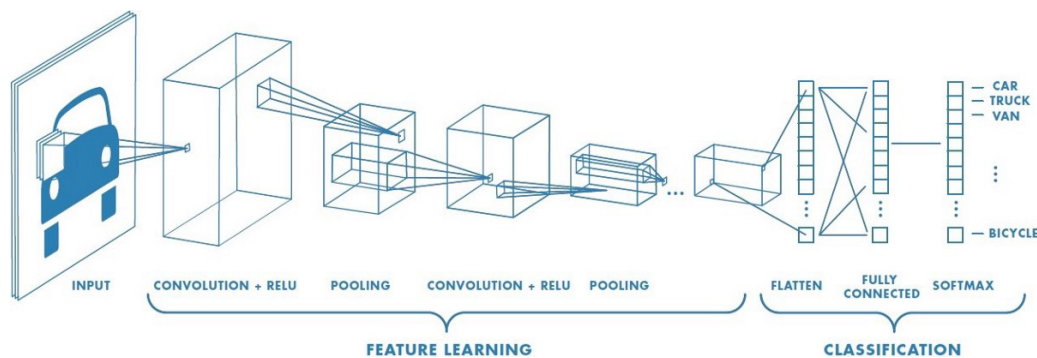 CAR
TRUCK
VAN
BICYCLE
INPUT
CONVOLUTION + RELU
POOLING
CONVOLUTION + RELU
POOLING
FLATTEN
FULLY
CONNECTED
SOFTMAX
FEATURE LEARNING
CLASSIFICATION